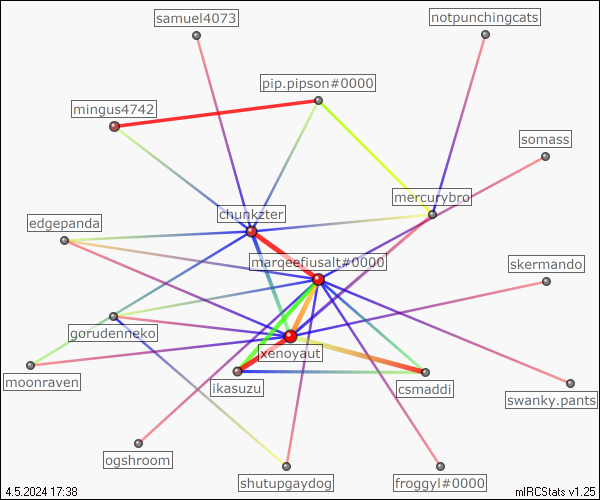 samuel4073
notpunchingcats
pip.pipson#0000
mingus4742
somass
mercurybro
chunkzter
edgepanda
marqeefiusalt#0000
skermando
gorudenneko
xenoyaut
moonraven
ikasuzu
csmaddi
swanky.pants
ogshroom
shutupgaydog
froggyl#0000
4.5.2024 17:38
mIRCStats v1.25